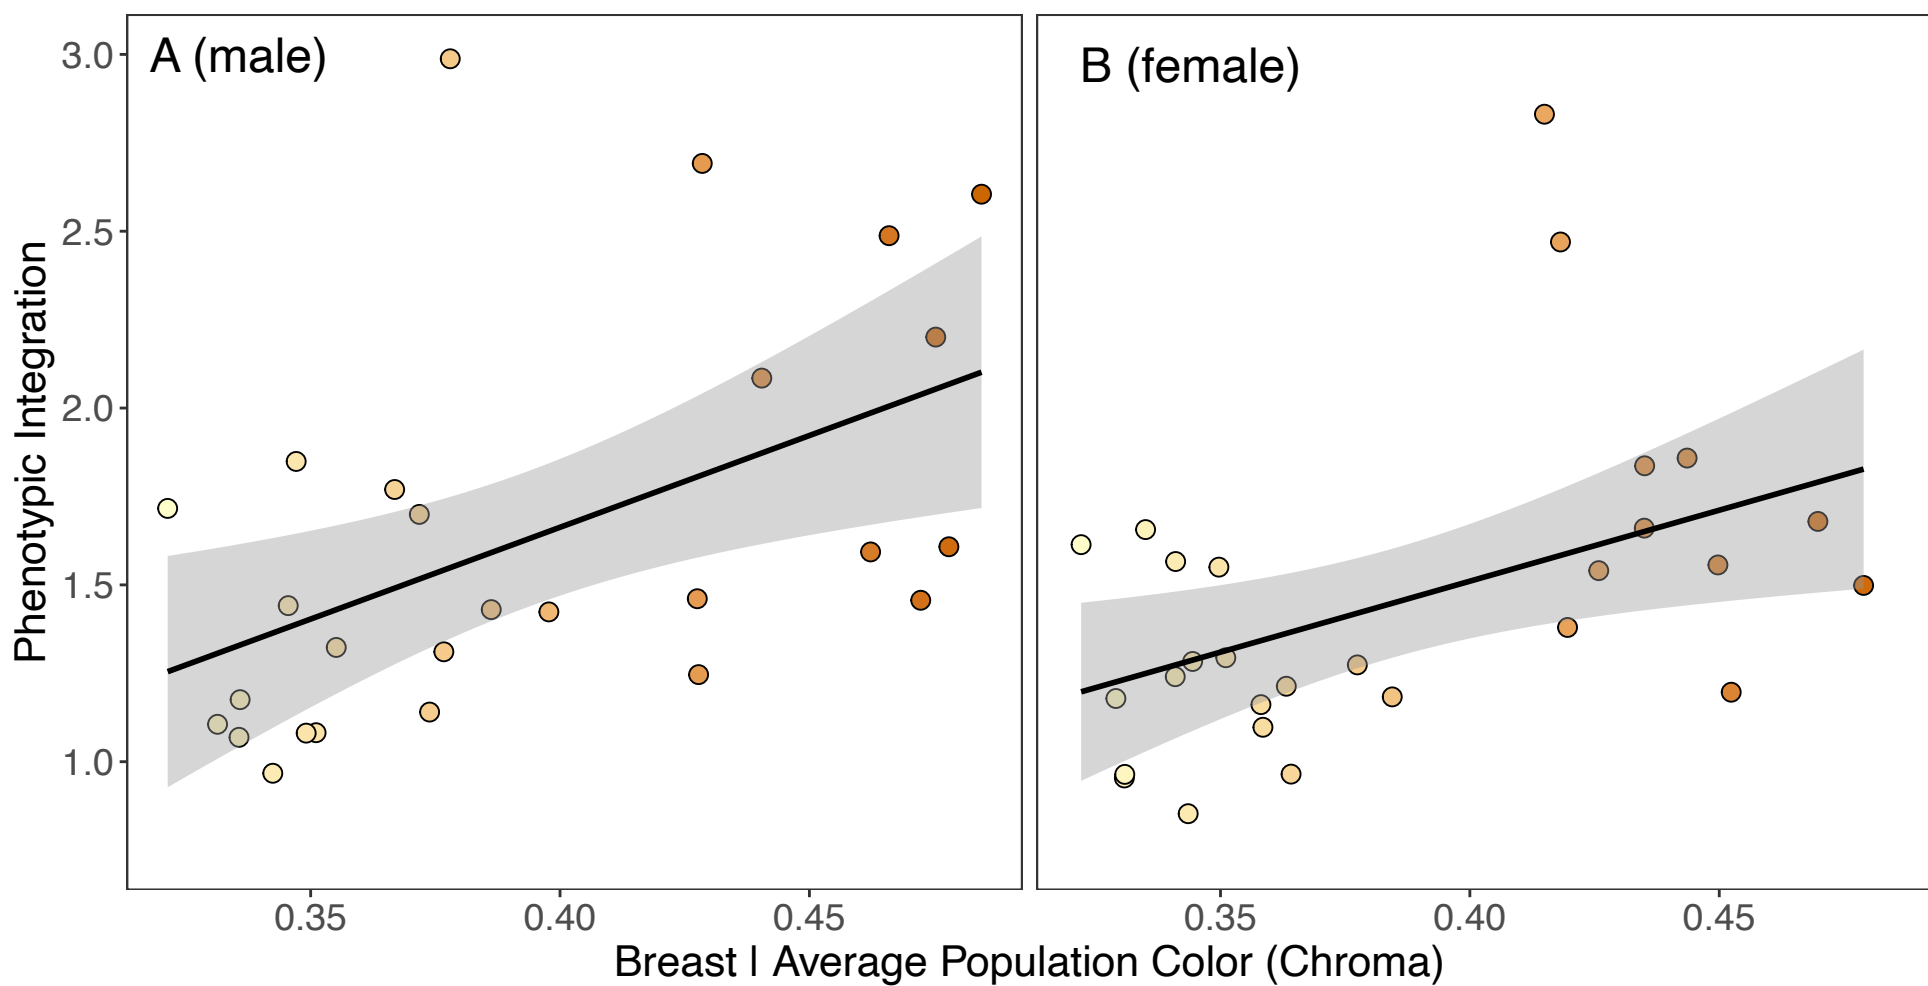 A (male)
B (female)
3.0
2.5
2.0
1.5
1.0
Phenotypic Integration
0.35
0.40
0.45
0.35
0.40
0.45
Breast | Average Population Color (Chroma)